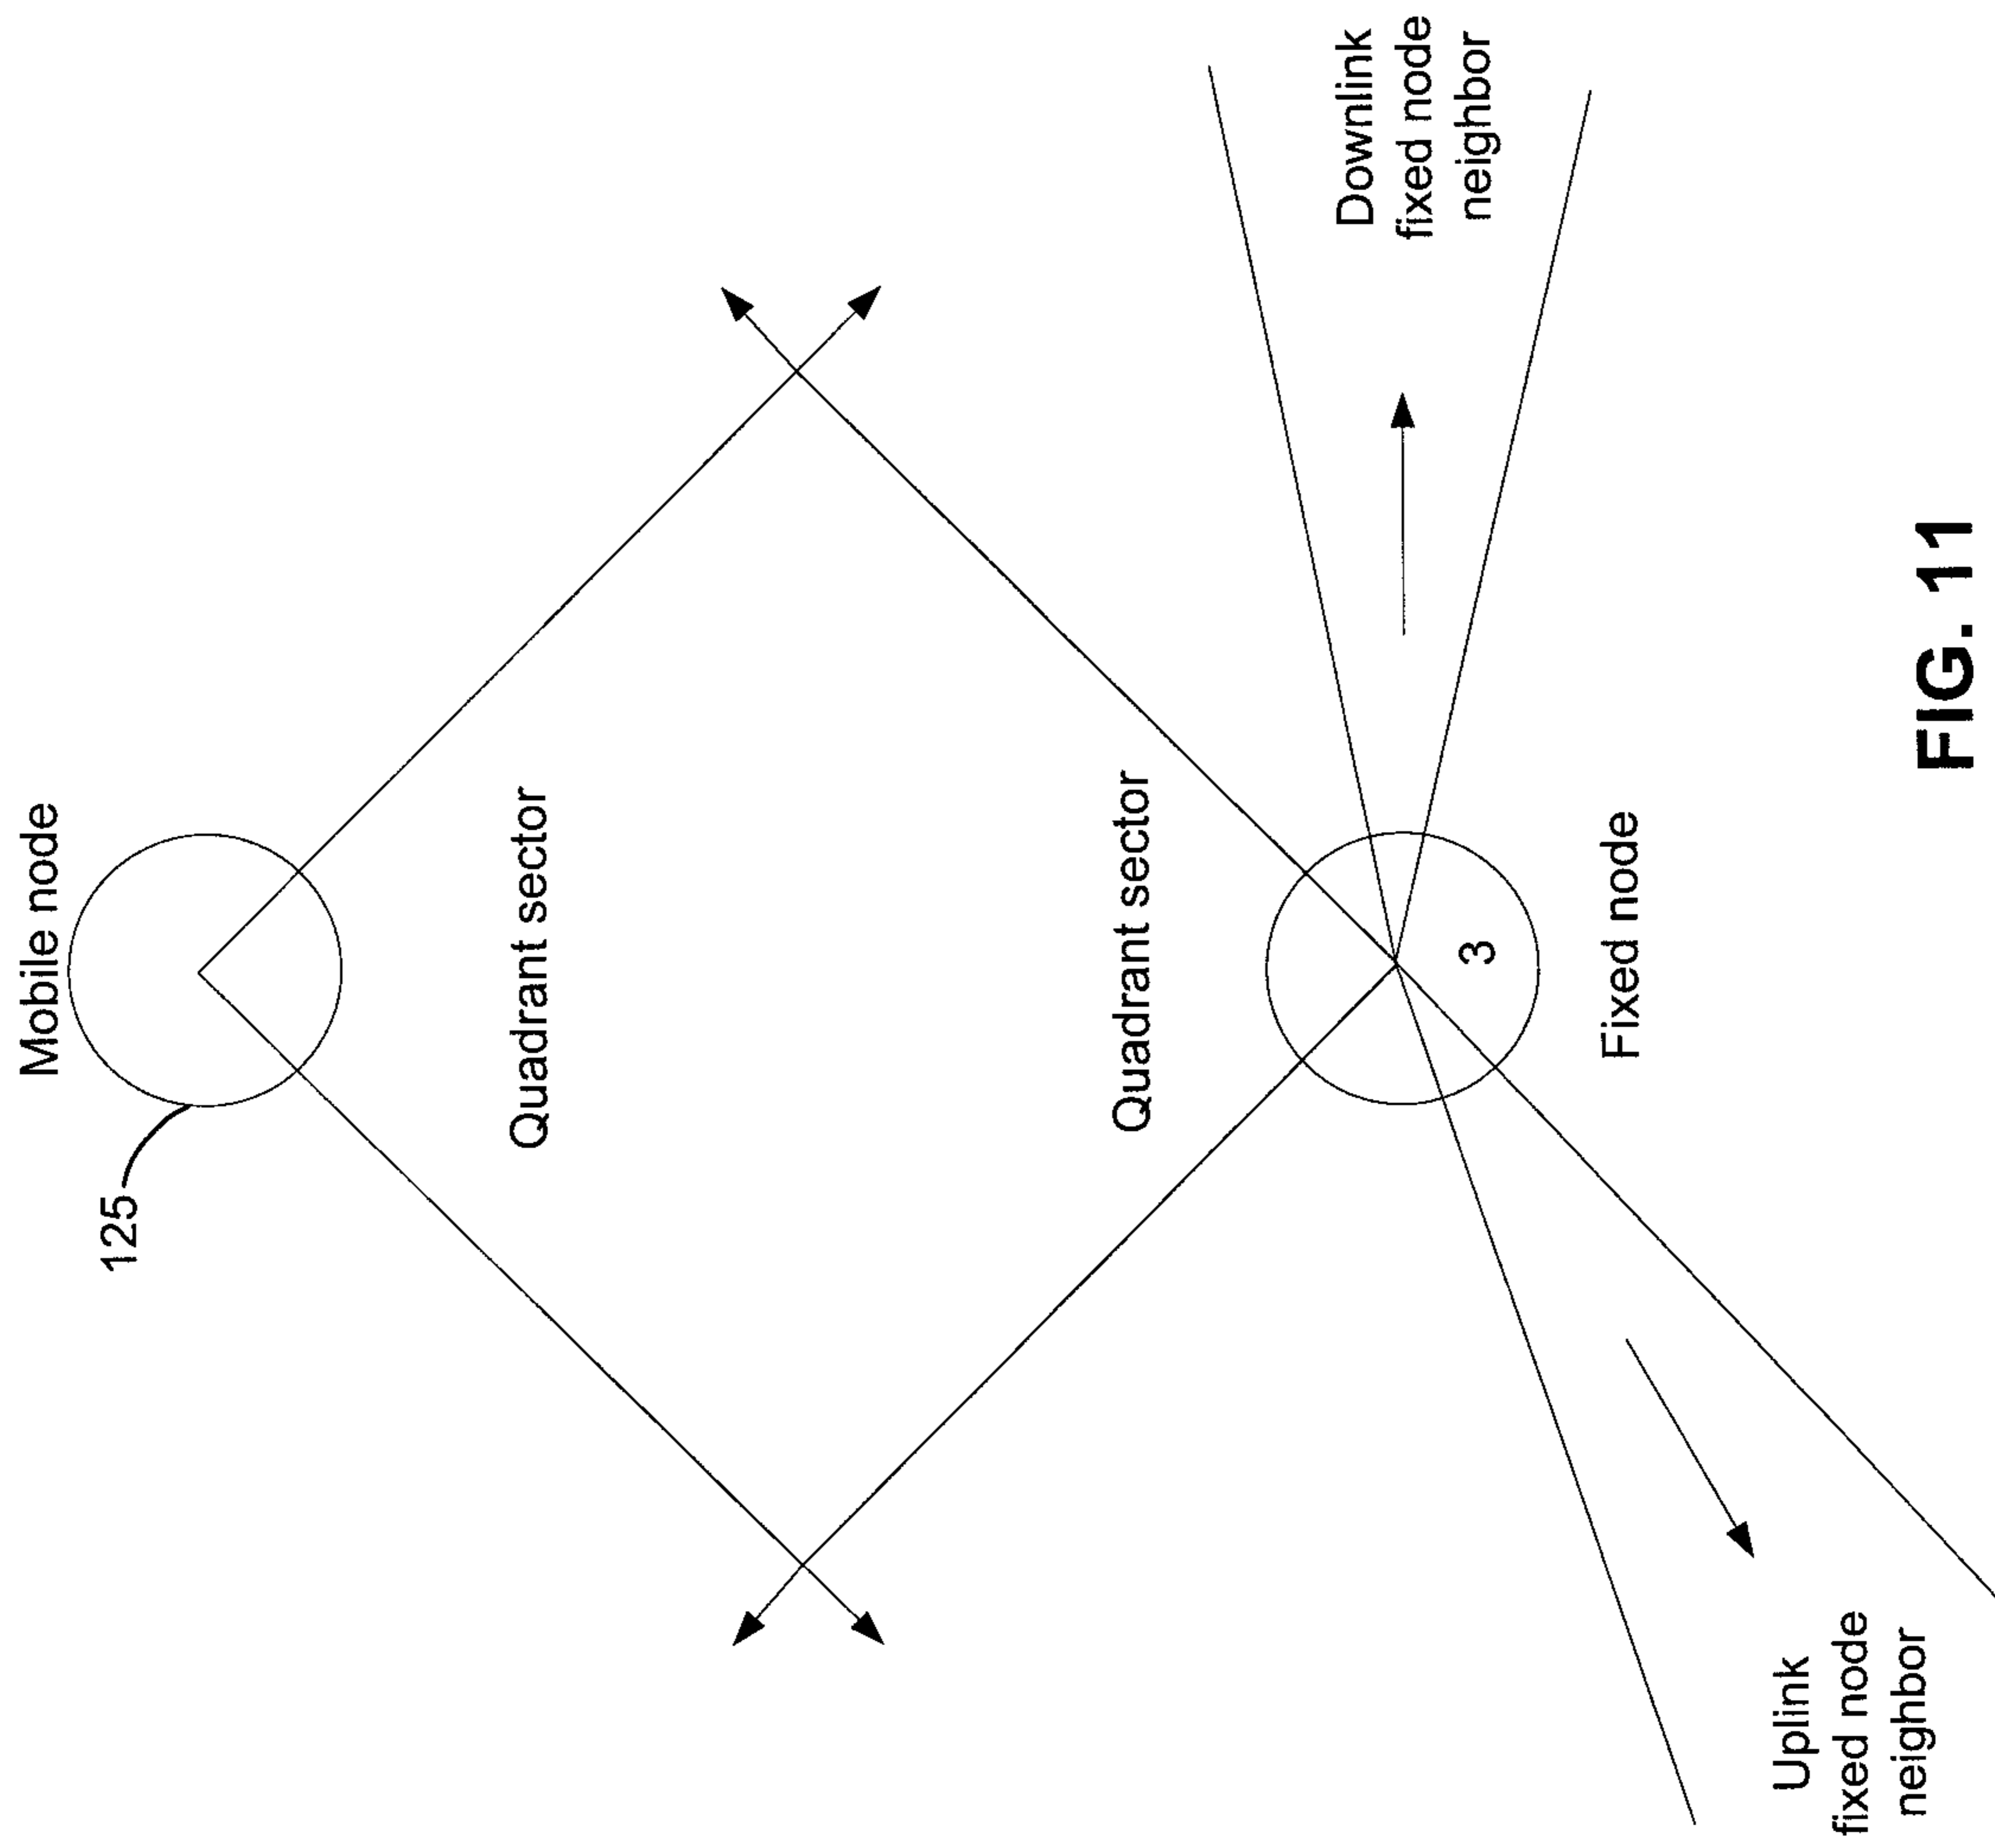 Mobile node
125
Quadrant sector
Quadrant sector
3
Fixed node
Downlink
fixed node
neighbor
Uplink
fixed node
neighbor
FIG. 11